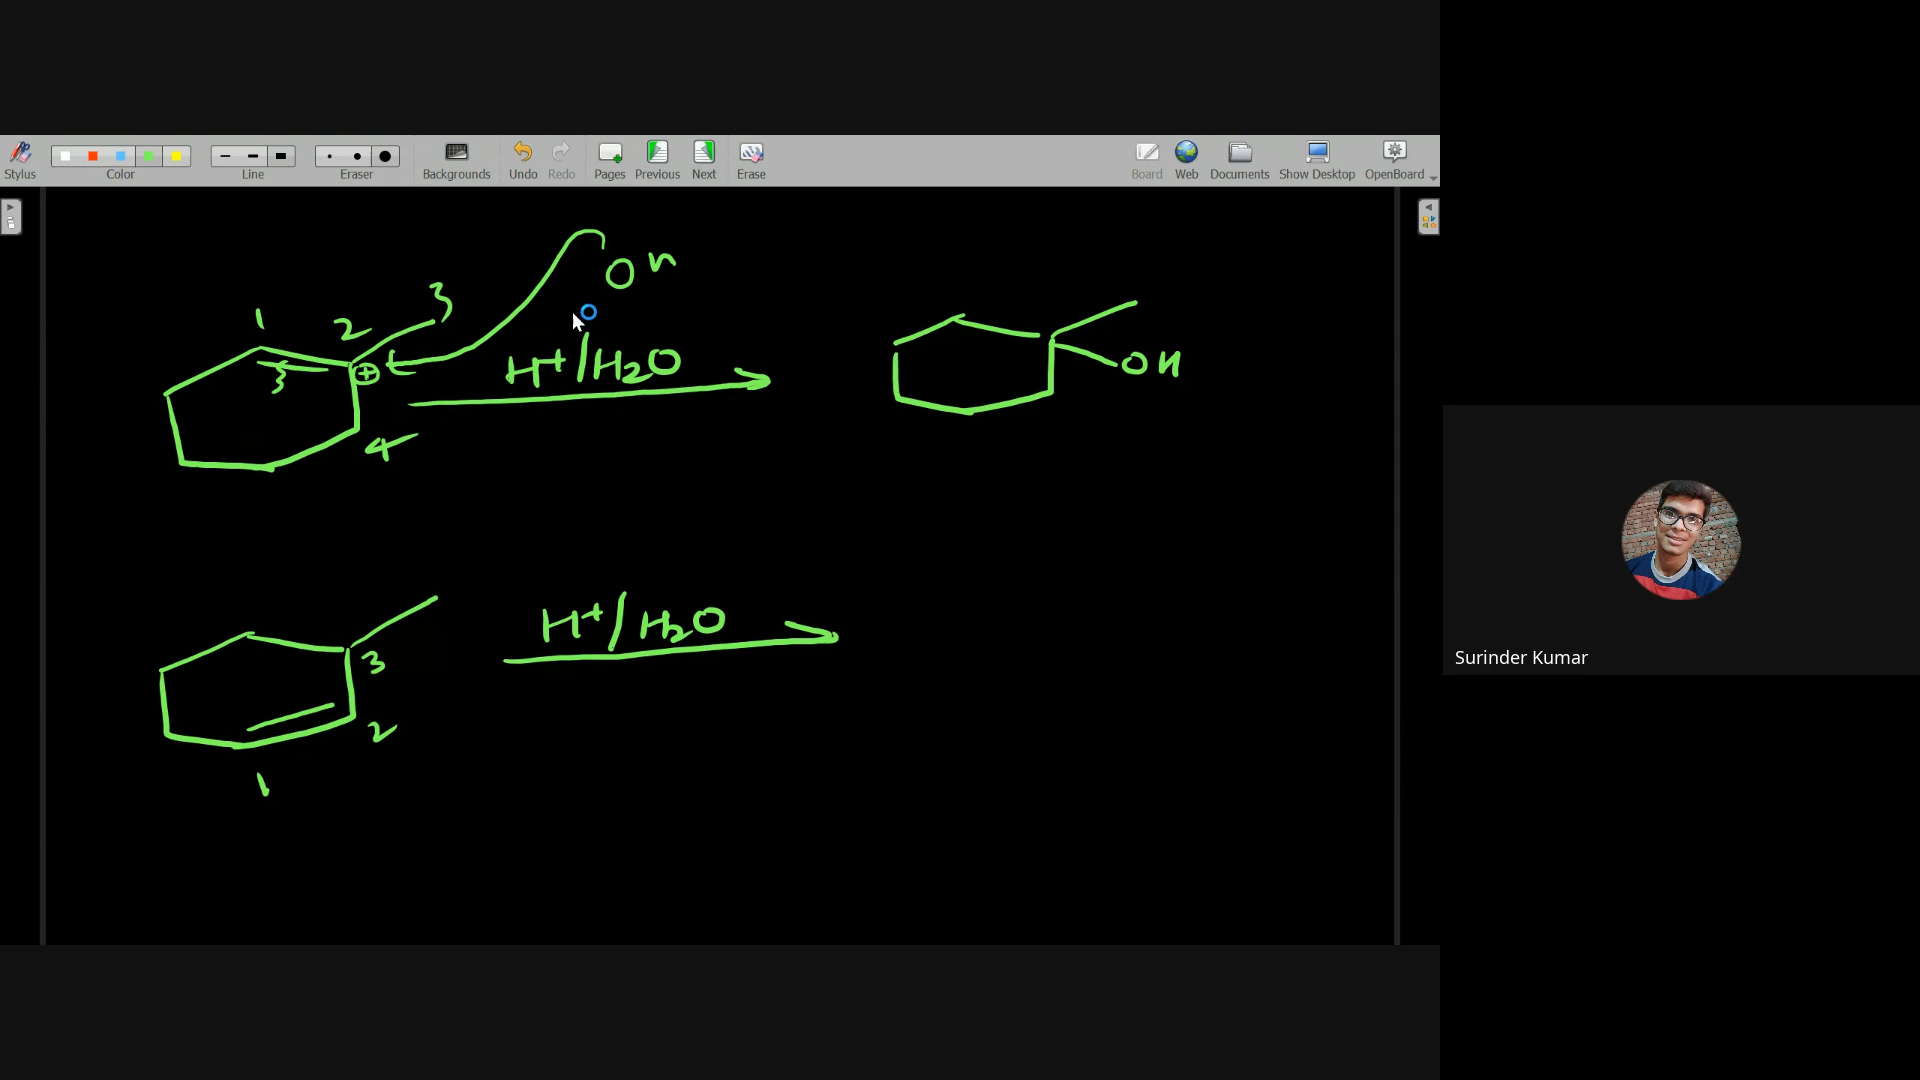 Stylus Color Line Eraser Backgrounds Undo Redo Pages Previous Next Erase Board Web Documents Show Desktop OpenBoard
OH
1 2 3
⊕
H+/H2O
OH
4
H+/H2O
3
2
1
Surinder Kumar